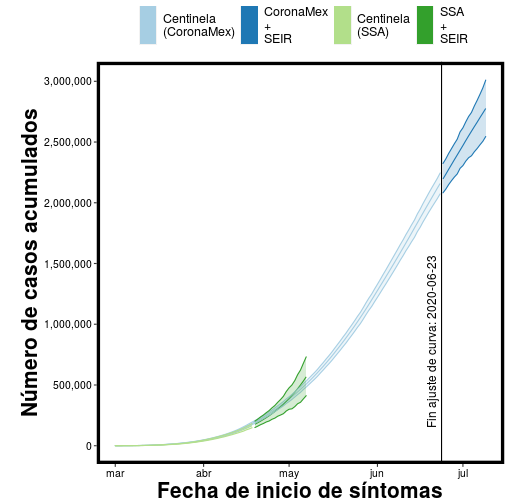 Centinela
(CoronaMex)
CoronaMex
+
SEIR
Centinela
(SSA)
SSA
+
SEIR
Número de casos acumulados
3,000,000
2,500,000
2,000,000
1,500,000
1,000,000
500,000
0
Fin ajuste de curva: 2020-06-23
mar
abr
may
jun
jul
Fecha de inicio de síntomas